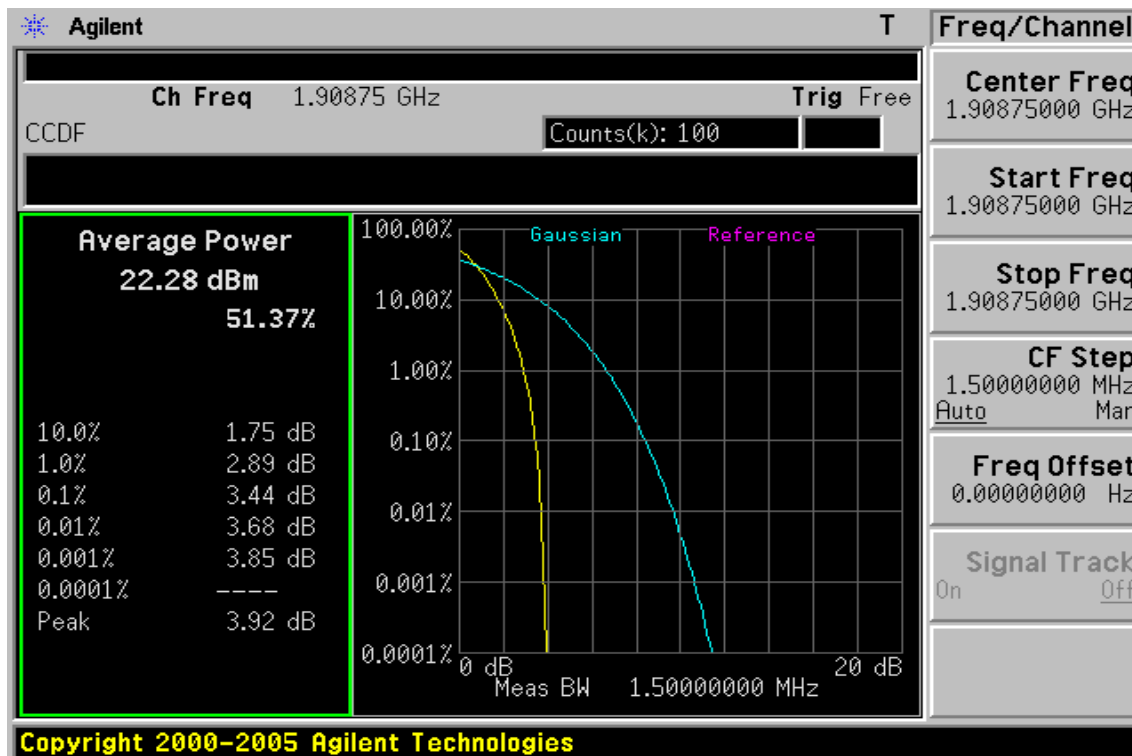 Agilent T Freq/Channel
Ch Freq 1.90875 GHz Trig Free
CCDF Counts(k): 100
Center Freq
1.90875000 GHz
Start Freq
1.90875000 GHz
Stop Freq
1.90875000 GHz
CF Step
1.50000000 MHz
Auto Man
Freq Offset
0.00000000 Hz
Signal Track
On Off
Average Power
22.28 dBm
51.37%
10.0% 1.75 dB
1.0% 2.89 dB
0.1% 3.44 dB
0.01% 3.68 dB
0.001% 3.85 dB
0.0001% ----
Peak 3.92 dB
Gaussian Reference
100.00%
10.00%
1.00%
0.10%
0.01%
0.001%
0.0001%
0 dB 20 dB
Meas BW 1.50000000 MHz
Copyright 2000-2005 Agilent Technologies